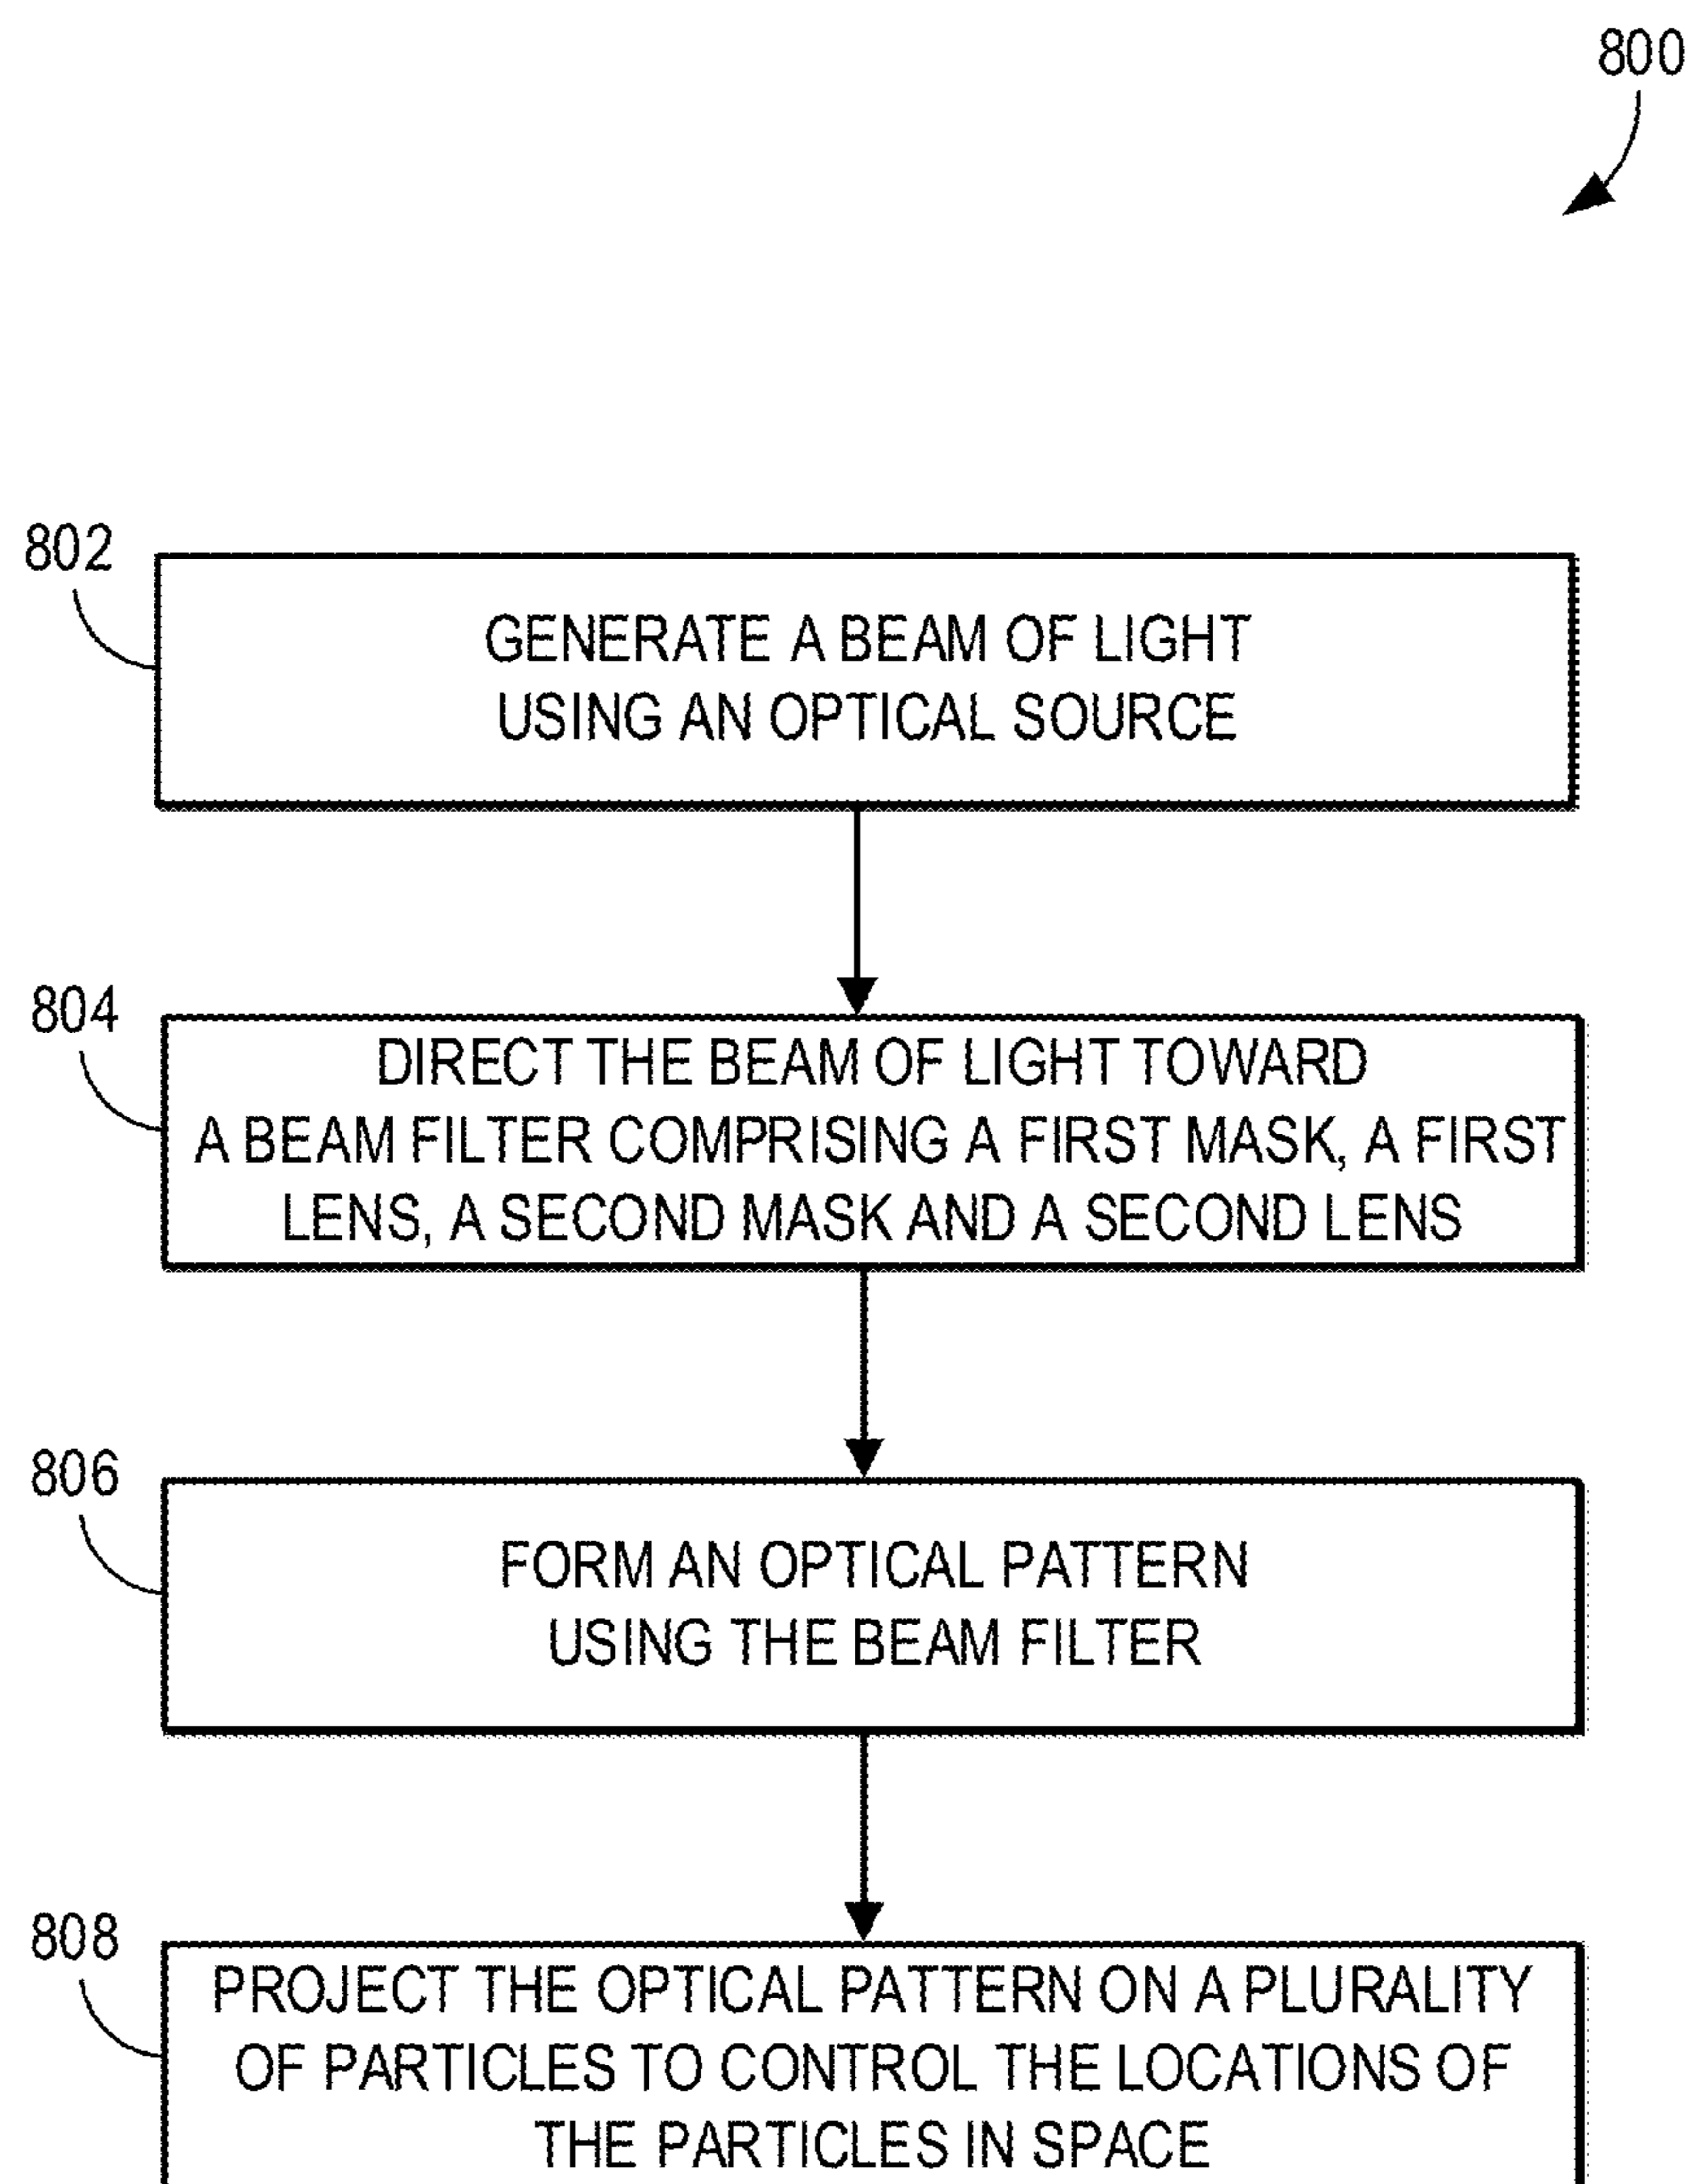 800
802
GENERATE A BEAM OF LIGHT
USING AN OPTICAL SOURCE
804
DIRECT THE BEAM OF LIGHT TOWARD
A BEAM FILTER COMPRISING A FIRST MASK, A FIRST
LENS, A SECOND MASK AND A SECOND LENS
806
FORM AN OPTICAL PATTERN
USING THE BEAM FILTER
808
PROJECT THE OPTICAL PATTERN ON A PLURALITY
OF PARTICLES TO CONTROL THE LOCATIONS OF
THE PARTICLES IN SPACE